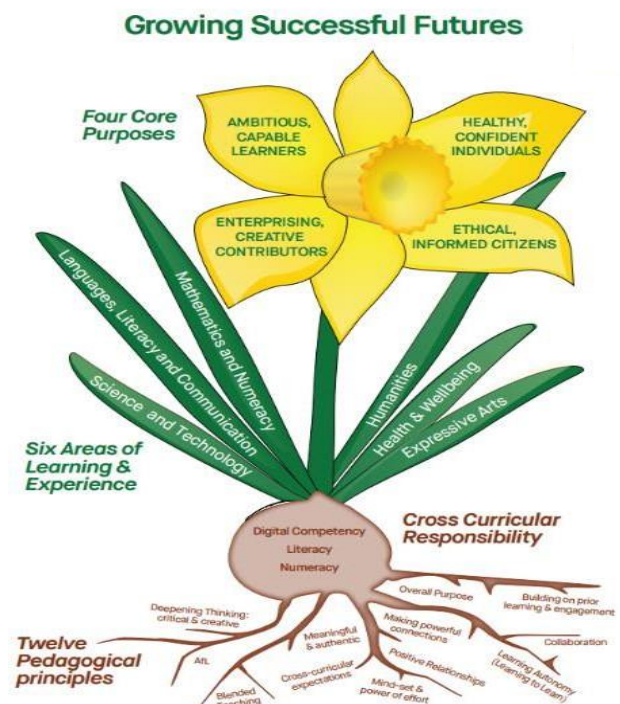 Growing Successful Futures
Four Core
Purposes
AMBITIOUS,
CAPABLE
LEARNERS
HEALTHY,
CONFIDENT
INDIVIDUALS
ENTERPRISING,
CREATIVE
CONTRIBUTORS
ETHICAL,
INFORMED CITIZENS
Languages, Literacy and Communication
Mathematics and Numeracy
Science and Technology
Humanities
Health & Wellbeing
Expressive Arts
Six Areas of
Learning &
Experience
Digital Competency
Literacy
Numeracy
Cross Curricular
Responsibility
Twelve
Pedagogical
principles
Deepening Thinking:
critical & creative
AfL
Blended
Meaningful
& authentic
Cross-curricular
expectations
Making powerful
connections
Positive Relationships
Mind-set &
power of effort
Overall Purpose
Building on prior
learning & engagement
Collaboration
Learning Autonomy
(Learning to Learn)